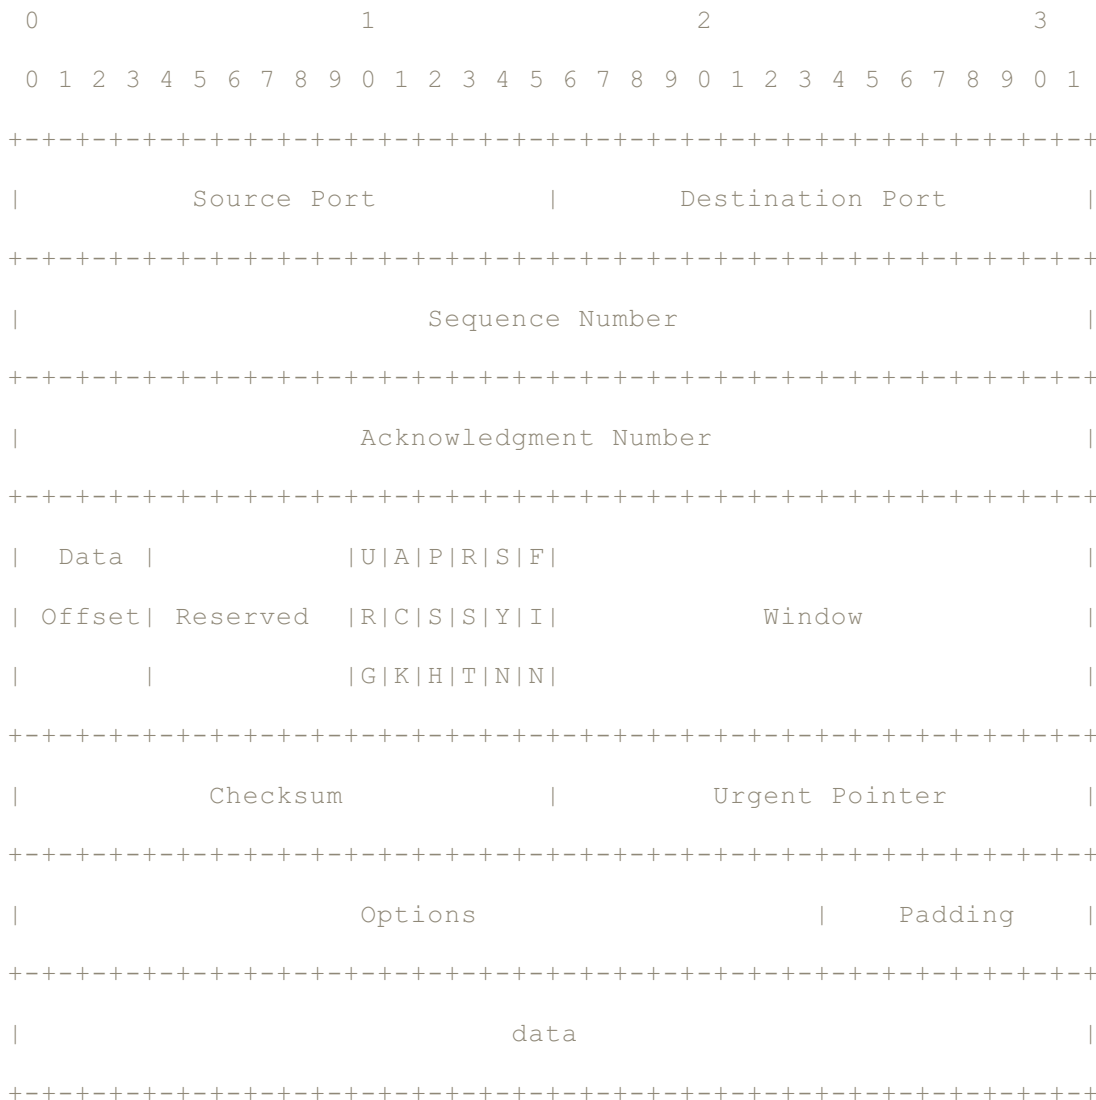 0                   1                   2                   3
0 1 2 3 4 5 6 7 8 9 0 1 2 3 4 5 6 7 8 9 0 1 2 3 4 5 6 7 8 9 0 1
+-+-+-+-+-+-+-+-+-+-+-+-+-+-+-+-+-+-+-+-+-+-+-+-+-+-+-+-+-+-+-+-+
|          Source Port          |       Destination Port        |
+-+-+-+-+-+-+-+-+-+-+-+-+-+-+-+-+-+-+-+-+-+-+-+-+-+-+-+-+-+-+-+-+
|                        Sequence Number                        |
+-+-+-+-+-+-+-+-+-+-+-+-+-+-+-+-+-+-+-+-+-+-+-+-+-+-+-+-+-+-+-+-+
|                    Acknowledgment Number                      |
+-+-+-+-+-+-+-+-+-+-+-+-+-+-+-+-+-+-+-+-+-+-+-+-+-+-+-+-+-+-+-+-+
|  Data |           |U|A|P|R|S|F|                               |
| Offset| Reserved  |R|C|S|S|Y|I|            Window             |
|       |           |G|K|H|T|N|N|                               |
+-+-+-+-+-+-+-+-+-+-+-+-+-+-+-+-+-+-+-+-+-+-+-+-+-+-+-+-+-+-+-+-+
|           Checksum            |         Urgent Pointer        |
+-+-+-+-+-+-+-+-+-+-+-+-+-+-+-+-+-+-+-+-+-+-+-+-+-+-+-+-+-+-+-+-+
|                    Options                    |    Padding    |
+-+-+-+-+-+-+-+-+-+-+-+-+-+-+-+-+-+-+-+-+-+-+-+-+-+-+-+-+-+-+-+-+
|                             data                              |
+-+-+-+-+-+-+-+-+-+-+-+-+-+-+-+-+-+-+-+-+-+-+-+-+-+-+-+-+-+-+-+-+